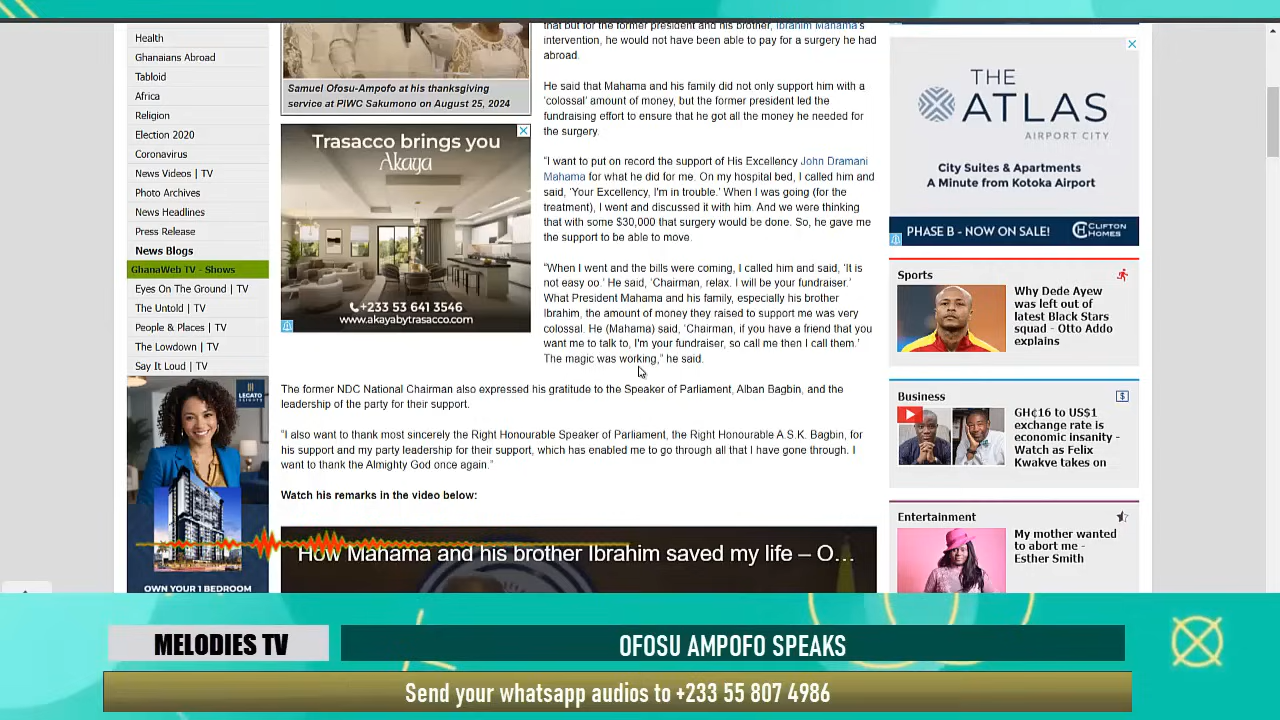 Health
Ghanaians Abroad
Tabloid
Africa
Religion
Election 2020
Coronavirus
News Videos | TV
Photo Archives
News Headlines
Press Release
News Blogs
GhanaWeb TV - Shows
Eyes On The Ground | TV
The Untold | TV
People & Places | TV
The Lowdown | TV
Say It Loud | TV
LEGATO
OWN YOUR 1 BEDROOM
Samuel Ofosu-Ampofo at his thanksgiving
service at PIWC Sakumono on August 25, 2024
Trasacco brings you
Akaya
+233 53 641 3546
www.akayabytrasacco.com
that but for the former president and his brother, Ibrahim Mahama's
intervention, he would not have been able to pay for a surgery he had
abroad.
He said that Mahama and his family did not only support him with a
'colossal' amount of money, but the former president led the
fundraising effort to ensure that he got all the money he needed for
the surgery.
"I want to put on record the support of His Excellency John Dramani
Mahama for what he did for me. On my hospital bed, I called him and
said, 'Your Excellency, I'm in trouble.' When I was going (for the
treatment), I went and discussed it with him. And we were thinking
that with some $30,000 that surgery would be done. So, he gave me
the support to be able to move.
"When I went and the bills were coming, I called him and said, 'It is
not easy oo.' He said, 'Chairman, relax. I will be your fundraiser.'
What President Mahama and his family, especially his brother
Ibrahim, the amount of money they raised to support me was very
colossal. He (Mahama) said, 'Chairman, if you have a friend that you
want me to talk to, I'm your fundraiser, so call me then I call them.'
The magic was working," he said.
The former NDC National Chairman also expressed his gratitude to the Speaker of Parliament, Alban Bagbin, and the
leadership of the party for their support.
"I also want to thank most sincerely the Right Honourable Speaker of Parliament, the Right Honourable A.S.K. Bagbin, for
his support and my party leadership for their support, which has enabled me to go through all that I have gone through. I
want to thank the Almighty God once again."
Watch his remarks in the video below:
How Mahama and his brother Ibrahim saved my life – O…
THE
ATLAS
AIRPORT CITY
City Suites & Apartments
A Minute from Kotoka Airport
PHASE B - NOW ON SALE!
CLIFTON
HOMES
Sports
Why Dede Ayew
was left out of
latest Black Stars
squad - Otto Addo
explains
Business
GH¢16 to US$1
exchange rate is
economic insanity -
Watch as Felix
Kwakye takes on
Entertainment
My mother wanted
to abort me -
Esther Smith
MELODIES TV
OFOSU AMPOFO SPEAKS
Send your whatsapp audios to +233 55 807 4986